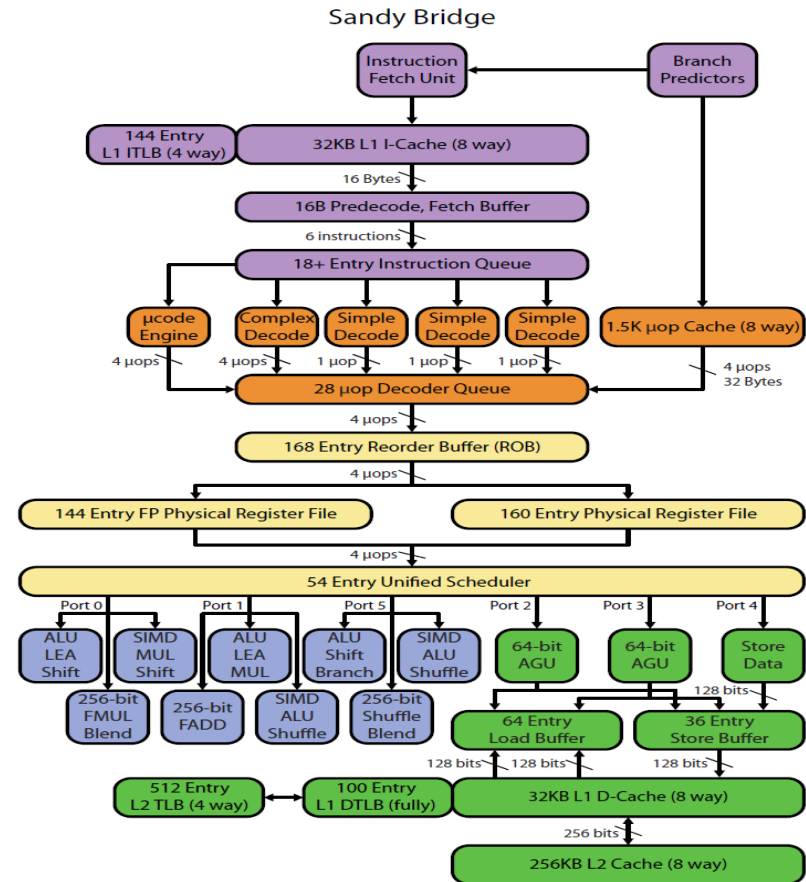 Sandy Bridge
Instruction
Fetch Unit
Branch
Predictors
144 Entry
L1 ITLB (4 way)
32KB L1 I-Cache (8 way)
16 Bytes
16B Predecode, Fetch Buffer
6 instructions
18+ Entry Instruction Queue
µcode
Engine
Complex
Decode
Simple
Decode
Simple
Decode
Simple
Decode
1.5K µop Cache (8 way)
4 µops
4 µops
1 µop
1 µop
1 µop
4 µops
32 Bytes
28 µop Decoder Queue
4 µops
168 Entry Reorder Buffer (ROB)
4 µops
144 Entry FP Physical Register File
160 Entry Physical Register File
4 µops
54 Entry Unified Scheduler
Port 0
Port 1
Port 5
Port 2
Port 3
Port 4
ALU
LEA
Shift
SIMD
MUL
Shift
ALU
LEA
MUL
ALU
Shift
Branch
SIMD
ALU
Shuffle
64-bit
AGU
64-bit
AGU
Store
Data
256-bit
FMUL
Blend
256-bit
FADD
SIMD
ALU
Shuffle
256-bit
Shuffle
Blend
128 bits
64 Entry
Load Buffer
36 Entry
Store Buffer
128 bits
128 bits
128 bits
512 Entry
L2 TLB (4 way)
100 Entry
L1 DTLB (fully)
32KB L1 D-Cache (8 way)
256 bits
256KB L2 Cache (8 way)